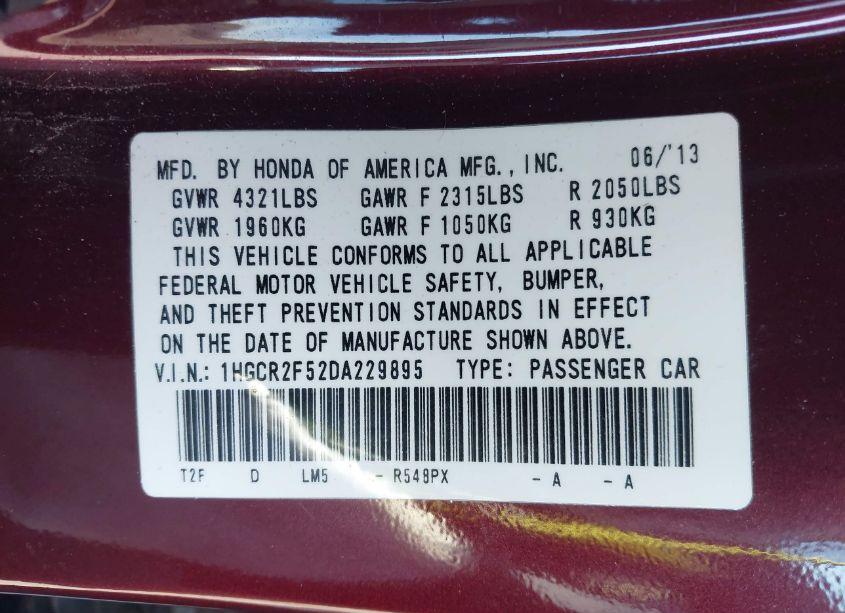 MFD. BY HONDA OF AMERICA MFG., INC. 06/'13
GVWR 4321LBS GAWR F 2315LBS R 2050LBS
GVWR 1960KG GAWR F 1050KG R 930KG
THIS VEHICLE CONFORMS TO ALL APPLICABLE
FEDERAL MOTOR VEHICLE SAFETY, BUMPER,
AND THEFT PREVENTION STANDARDS IN EFFECT
ON THE DATE OF MANUFACTURE SHOWN ABOVE.
V.I.N.: 1HGCR2F52DA229895 TYPE: PASSENGER CAR
T2F D LM5 - R548PX - A - A